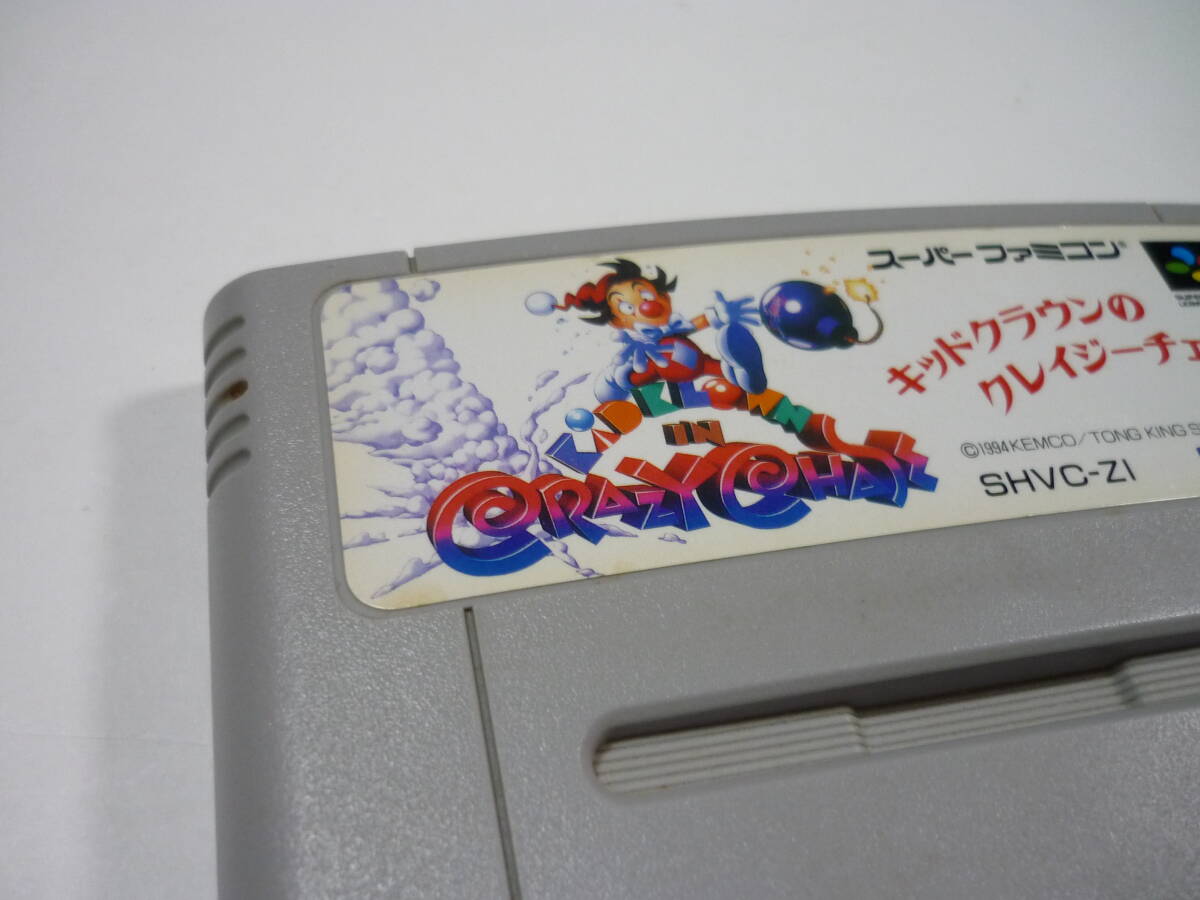 スーパーファミコン
キッドクラウンの
クレイジーチェ
KID KLOWN
IN
CRAZY CHASE
©1994 KEMCO/TONG KING S
SHVC-ZI